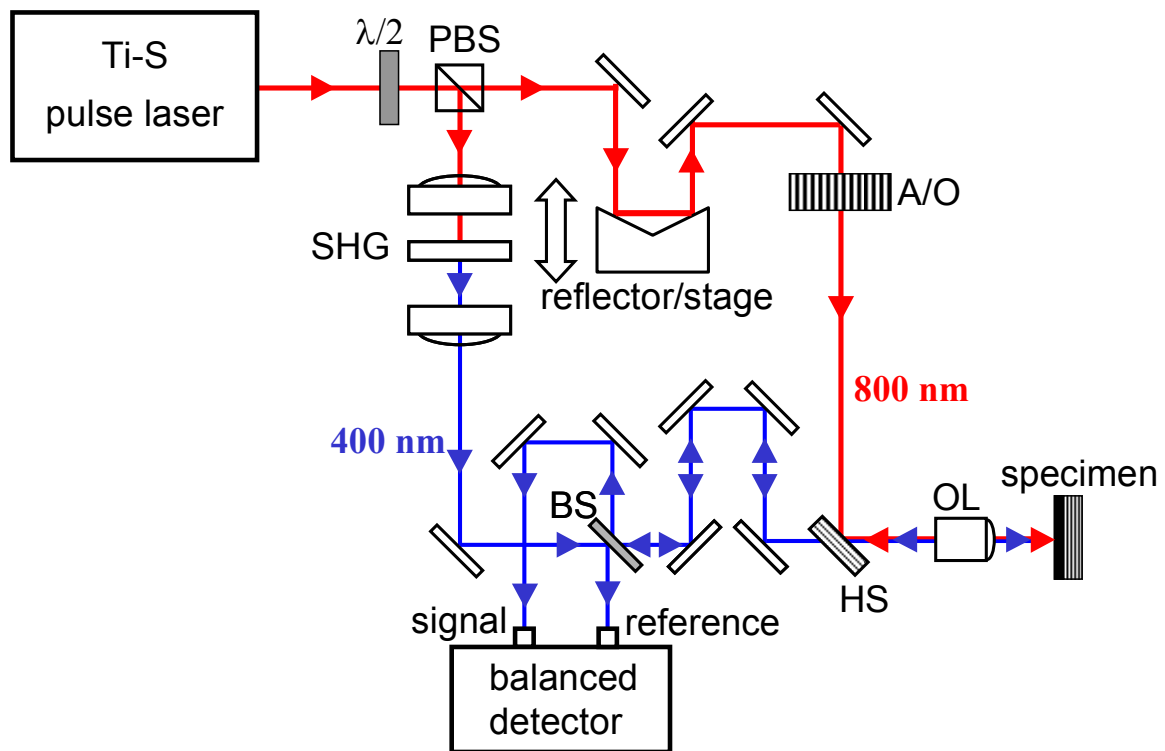 Ti-S
pulse laser
λ/2
PBS
A/O
SHG
reflector/stage
800 nm
400 nm
specimen
OL
BS
HS
signal
reference
balanced
detector